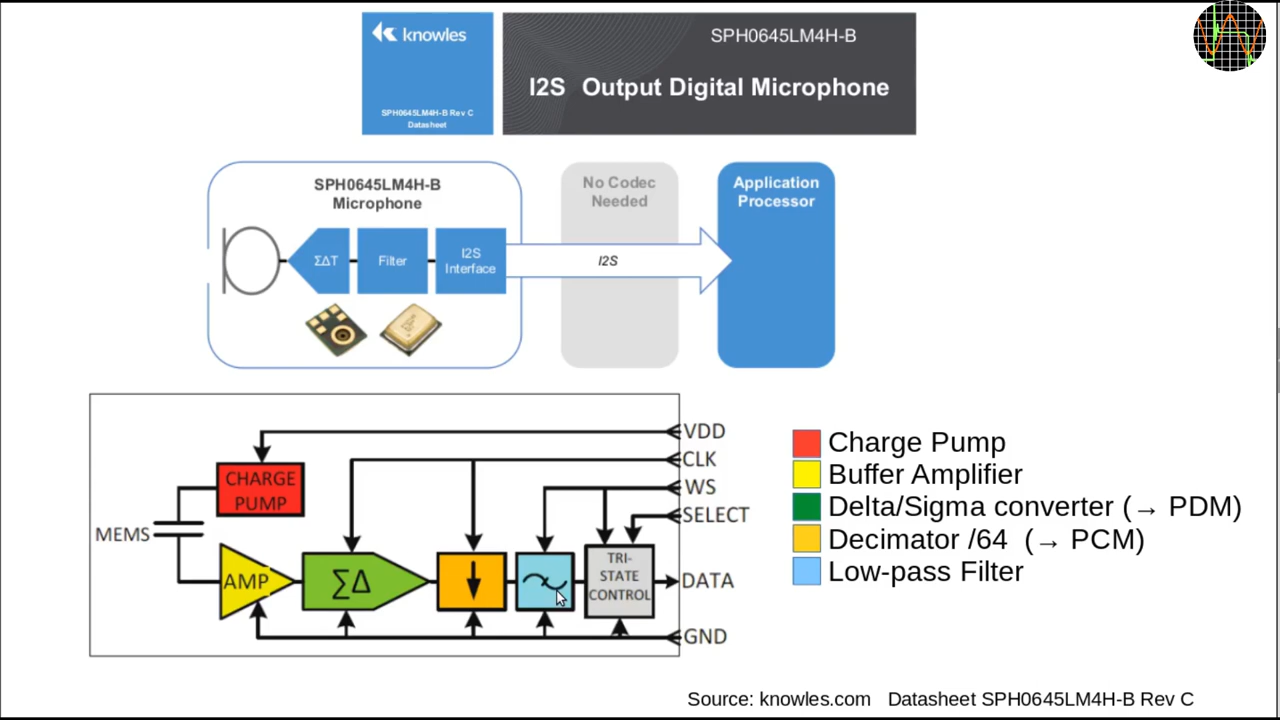 knowles
SPH0645LM4H-B Rev C
Datasheet
SPH0645LM4H-B
I2S Output Digital Microphone
SPH0645LM4H-B
Microphone
ΣΔT
Filter
I2S
Interface
I2S
No Codec
Needed
Application
Processor
VDD
CLK
WS
SELECT
DATA
GND
CHARGE
PUMP
MEMS
AMP
ΣΔ
TRI-
STATE
CONTROL
Charge Pump
Buffer Amplifier
Delta/Sigma converter (→ PDM)
Decimator /64 (→ PCM)
Low-pass Filter
Source: knowles.com Datasheet SPH0645LM4H-B Rev C